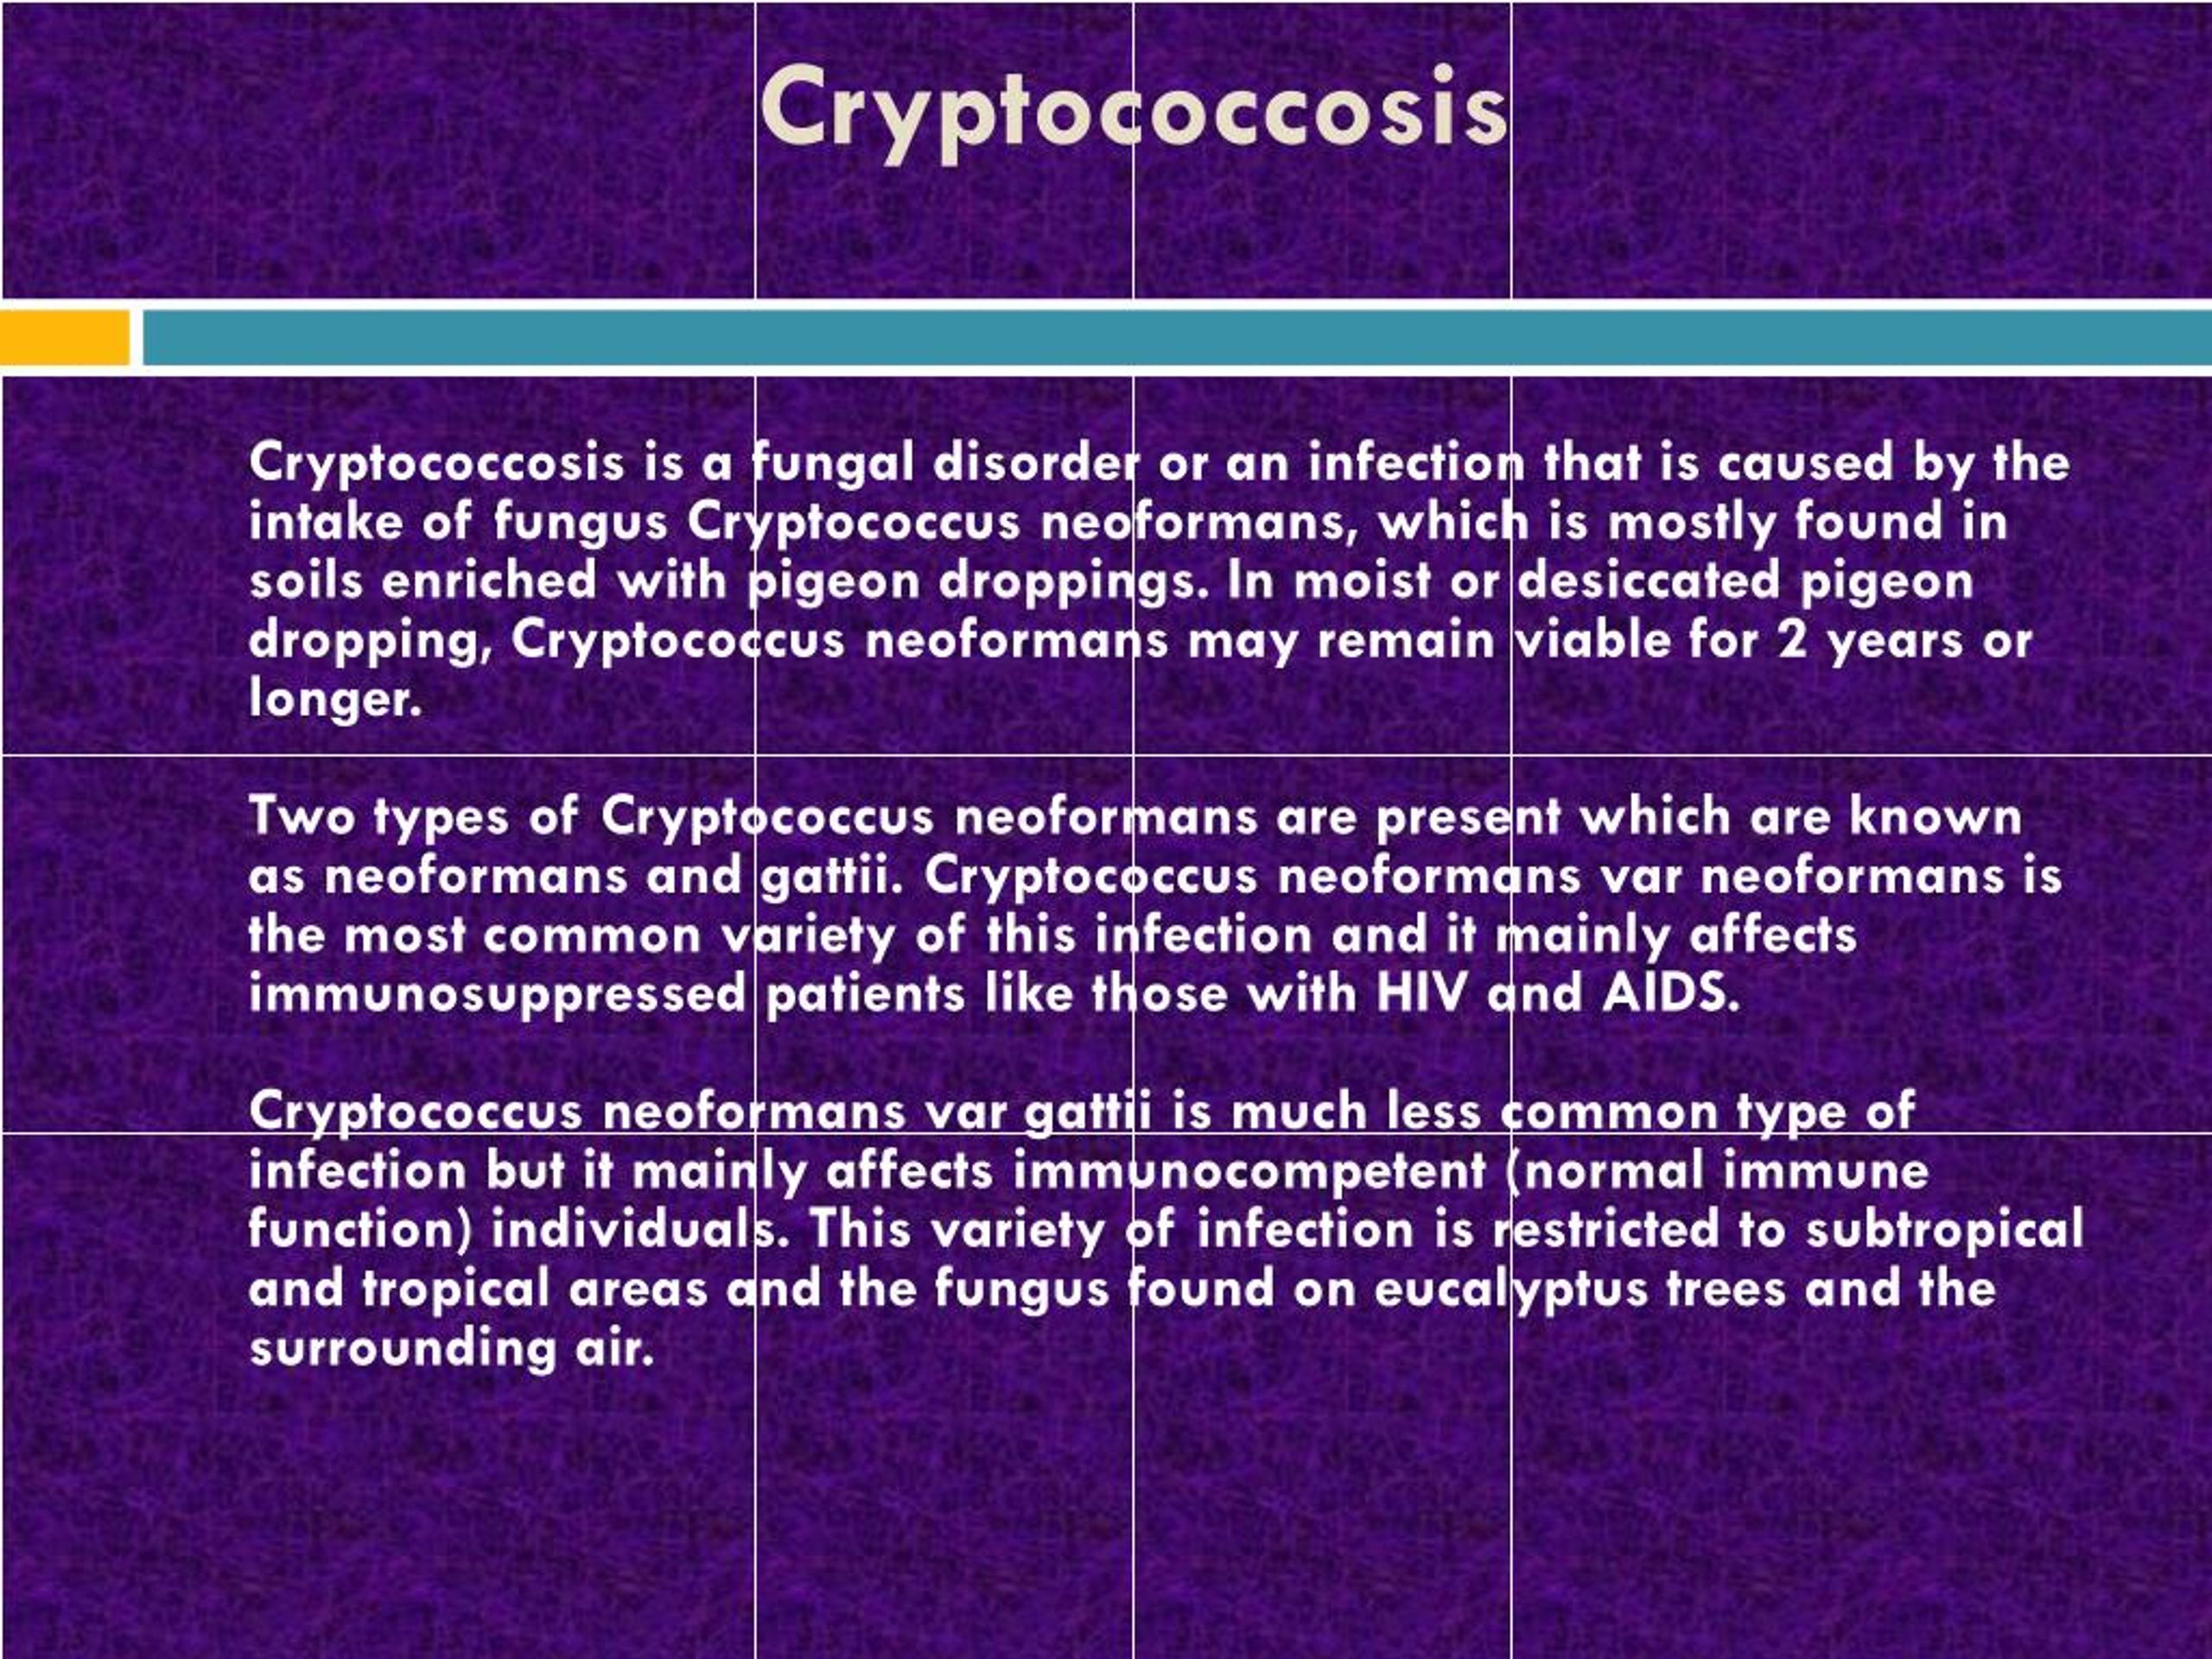 Cryptococcosis
Cryptococcosis is a fungal disorder or an infection that is caused by the
intake of fungus Cryptococcus neoformans, which is mostly found in
soils enriched with pigeon droppings. In moist or desiccated pigeon
dropping, Cryptococcus neoformans may remain viable for 2 years or
longer.
Two types of Cryptococcus neoformans are present which are known
as neoformans and gattii. Cryptococcus neoformans var neoformans is
the most common variety of this infection and it mainly affects
immunosuppressed patients like those with HIV and AIDS.
Cryptococcus neoformans var gattii is much less common type of
infection but it mainly affects immunocompetent (normal immune
function) individuals. This variety of infection is restricted to subtropical
and tropical areas and the fungus found on eucalyptus trees and the
surrounding air.